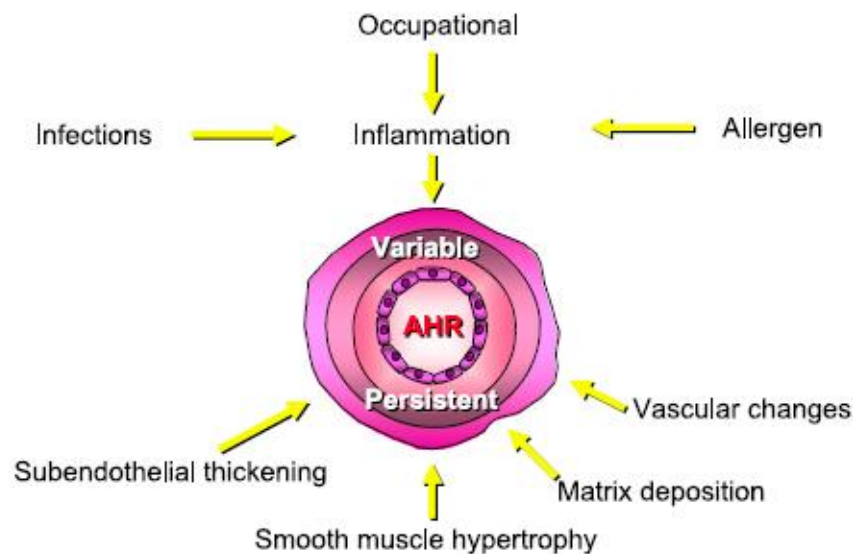 Occupational
Infections
Inflammation
Allergen
Variable
AHR
Persistent
Vascular changes
Subendothelial thickening
Matrix deposition
Smooth muscle hypertrophy